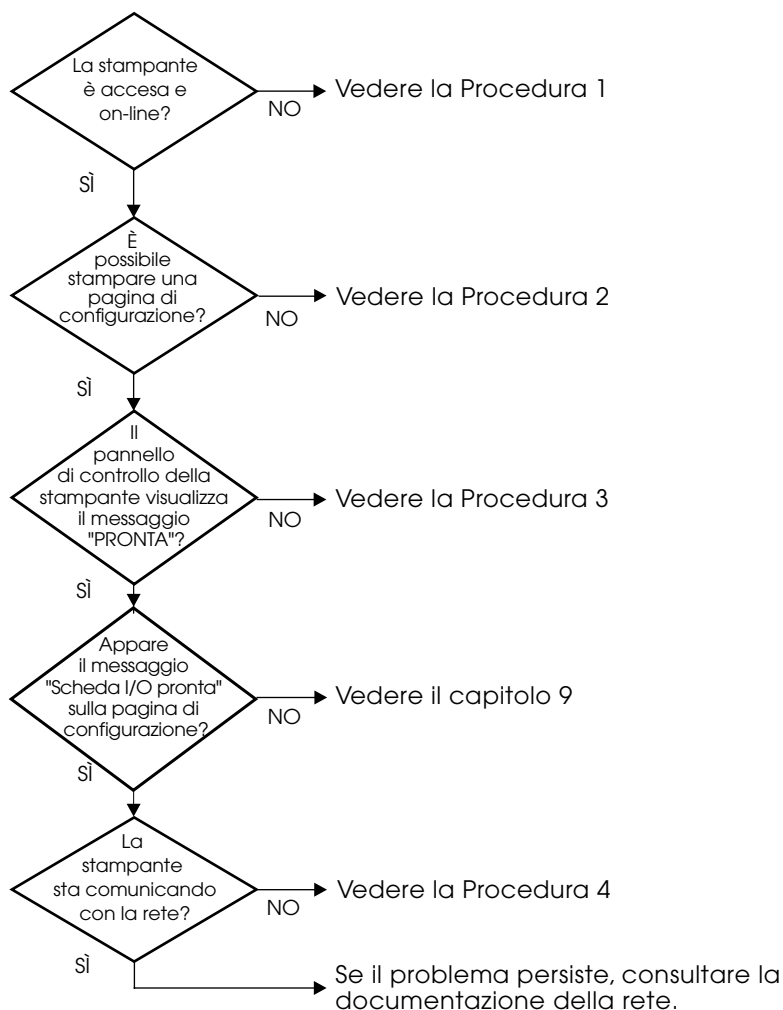 La stampante
è accesa e
on-line?
NO
Vedere la Procedura 1
SÌ
È
possibile
stampare una
pagina di
configurazione?
NO
Vedere la Procedura 2
SÌ
Il
pannello
di controllo della
stampante visualizza
il messaggio
"PRONTA"?
NO
Vedere la Procedura 3
SÌ
Appare
il messaggio
"Scheda I/O pronta"
sulla pagina di
configurazione?
NO
Vedere il capitolo 9
SÌ
La
stampante
sta comunicando
con la rete?
NO
Vedere la Procedura 4
SÌ
Se il problema persiste, consultare la
documentazione della rete.